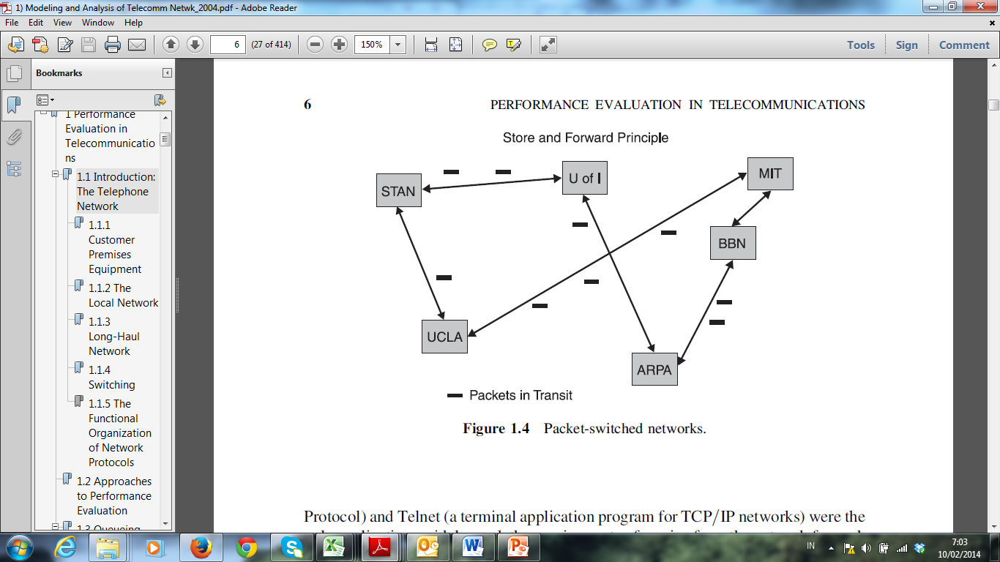 1) Modeling and Analysis of Telecomm Netwk_2004.pdf - Adobe Reader
File Edit View Window Help
6 (27 of 414) 150% Tools Sign Comment
Bookmarks
1 Performance
Evaluation in
Telecommunicatio
ns
1.1 Introduction:
The Telephone
Network
1.1.1
Customer
Premises
Equipment
1.1.2 The
Local Network
1.1.3
Long-Haul
Network
1.1.4
Switching
1.1.5 The
Functional
Organization
of Network
Protocols
1.2 Approaches
to Performance
Evaluation
1.3 Queueing
6 PERFORMANCE EVALUATION IN TELECOMMUNICATIONS
Store and Forward Principle
STAN
U of I
MIT
BBN
UCLA
ARPA
Packets in Transit
Figure 1.4 Packet-switched networks.
Protocol) and Telnet (a terminal application program for TCP/IP networks) were the
IN
7:03
10/02/2014